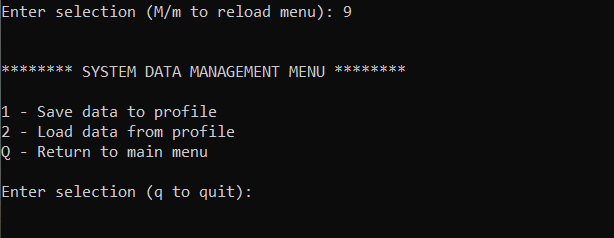 Enter selection (M/m to reload menu): 9
******** SYSTEM DATA MANAGEMENT MENU ********
1 - Save data to profile
2 - Load data from profile
Q - Return to main menu
Enter selection (q to quit):